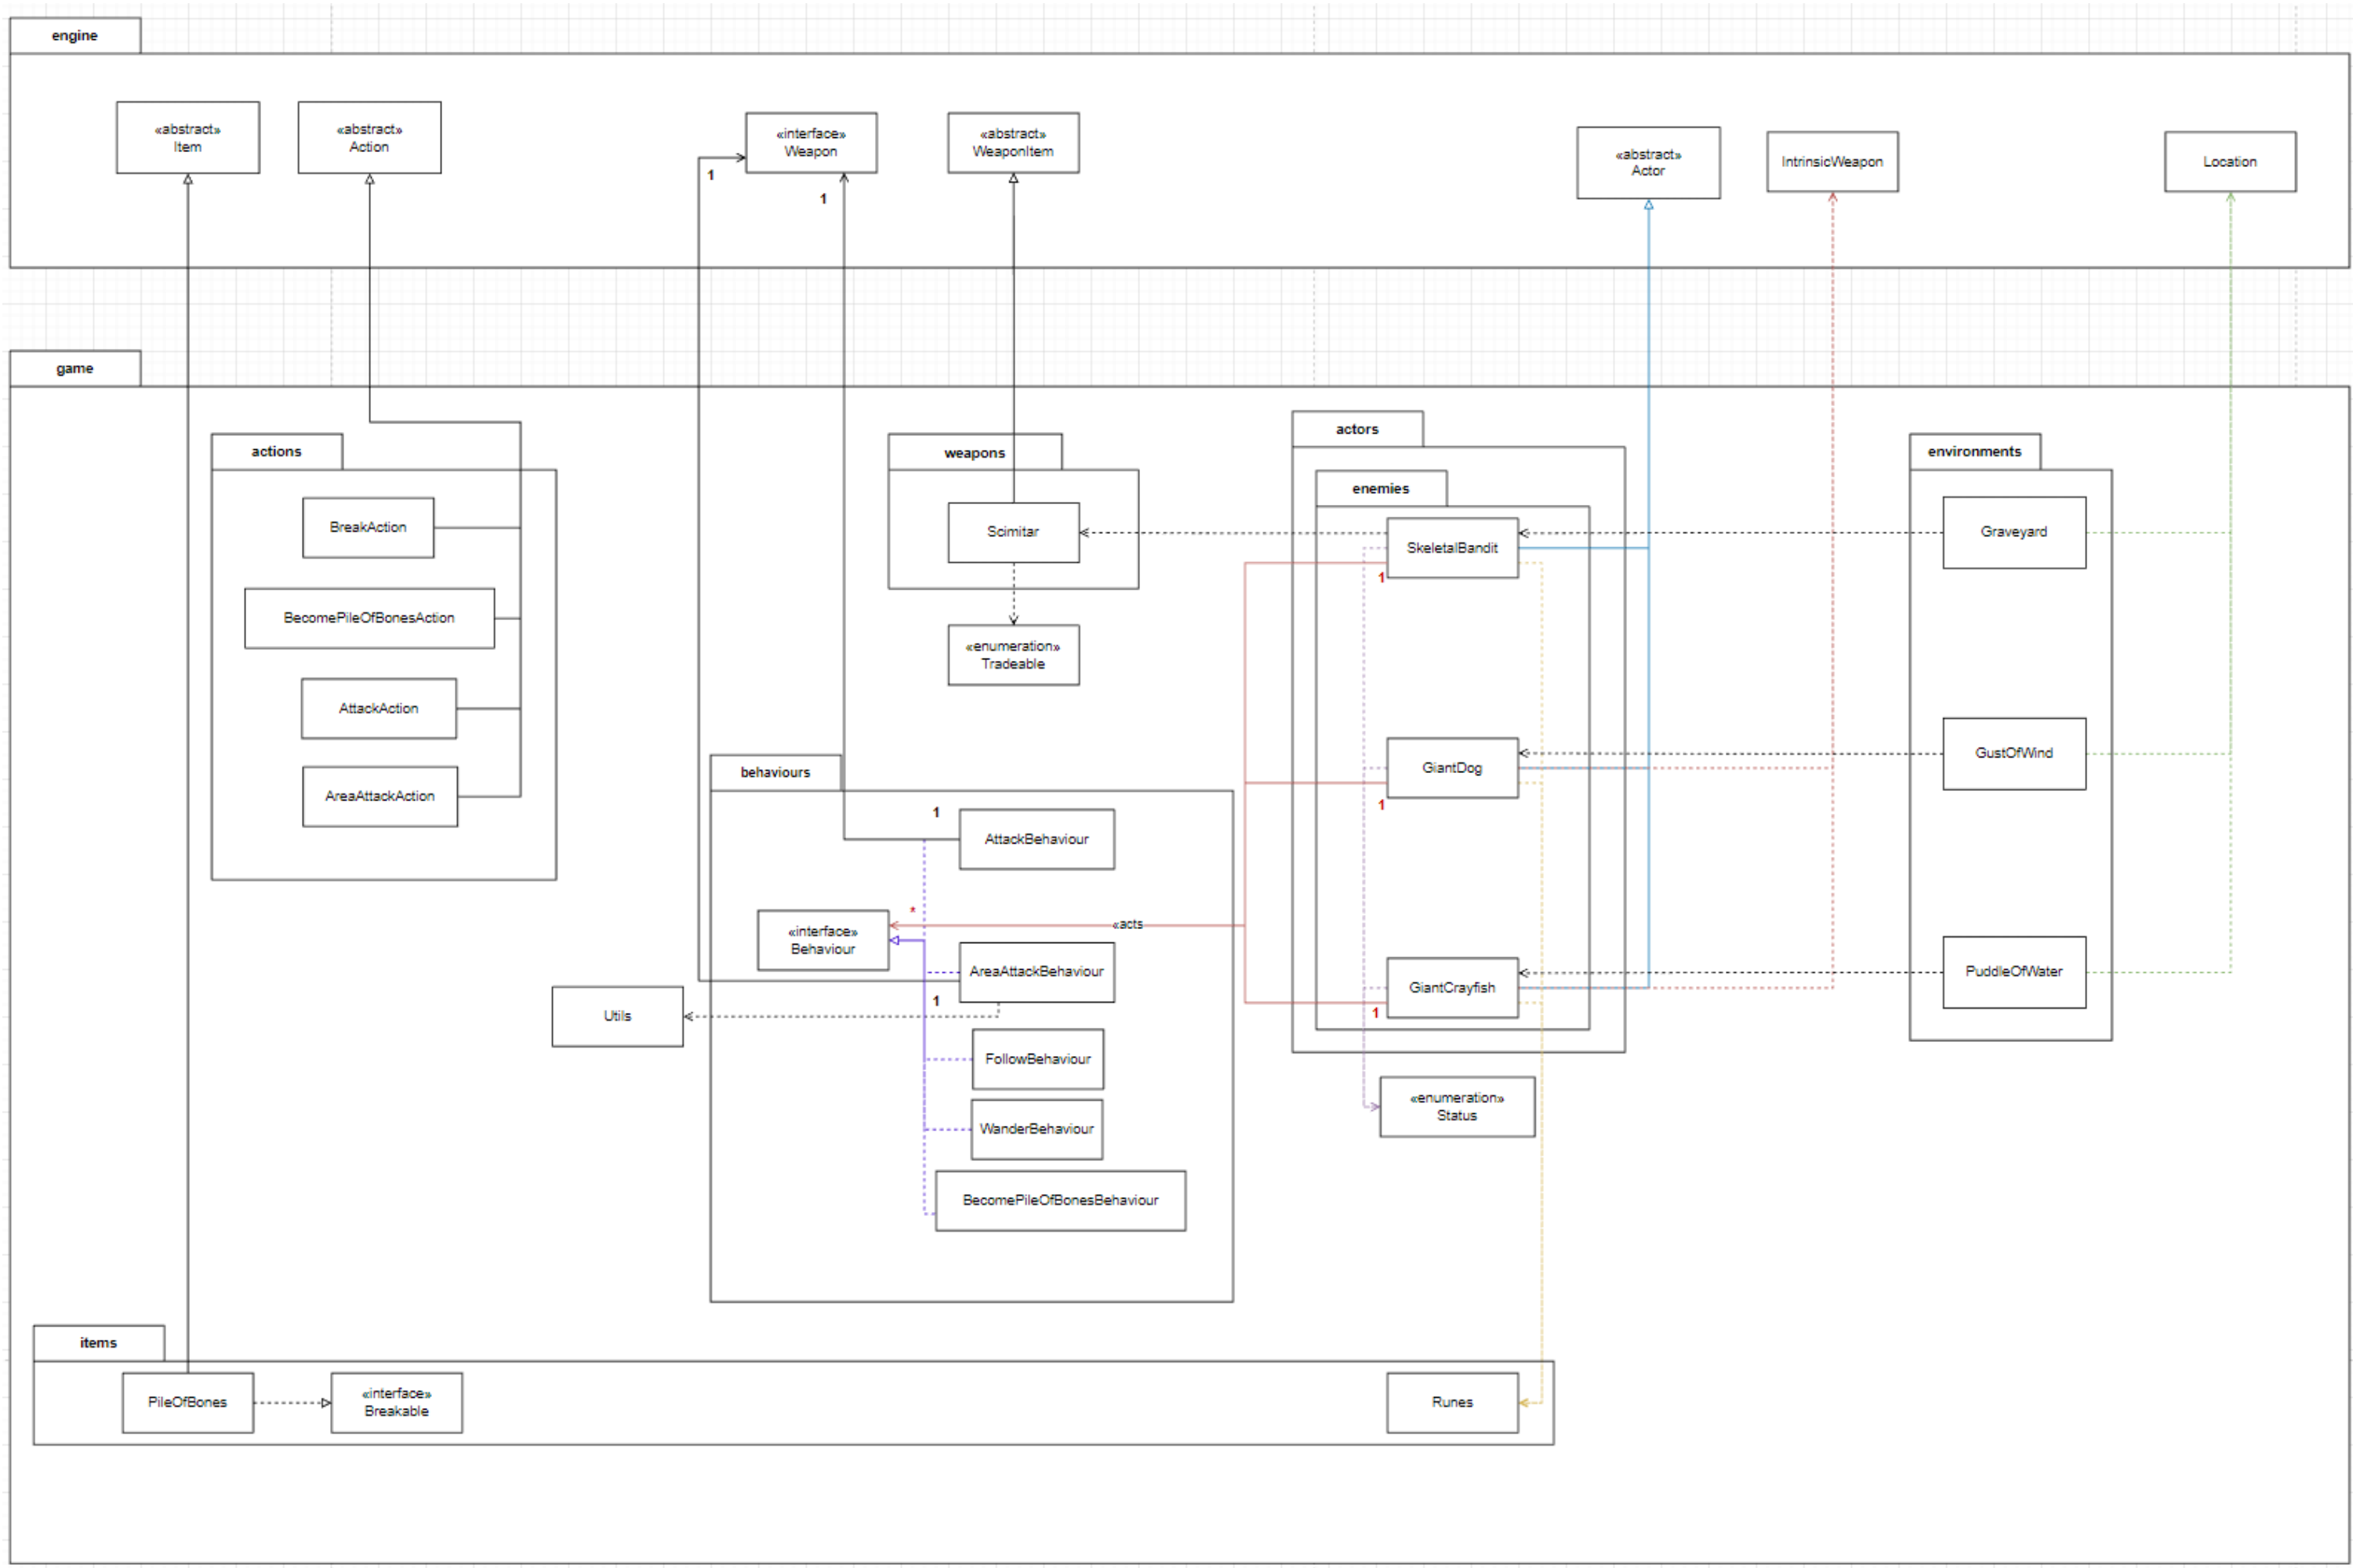 engine
«abstract»
Item
«abstract»
Action
«interface»
Weapon
«abstract»
WeaponItem
«abstract»
Actor
IntrinsicWeapon
Location
1
1
game
actions
BreakAction
BecomePileOfBonesAction
AttackAction
AreaAttackAction
weapons
Scimitar
«enumeration»
Tradeable
actors
enemies
SkeletalBandit
1
GiantDog
1
GiantCrayfish
1
environments
Graveyard
GustOfWind
PuddleOfWater
behaviours
1
AttackBehaviour
*
«acts
«interface»
Behaviour
AreaAttackBehaviour
1
Utils
FollowBehaviour
WanderBehaviour
BecomePileOfBonesBehaviour
«enumeration»
Status
items
PileOfBones
«interface»
Breakable
Runes